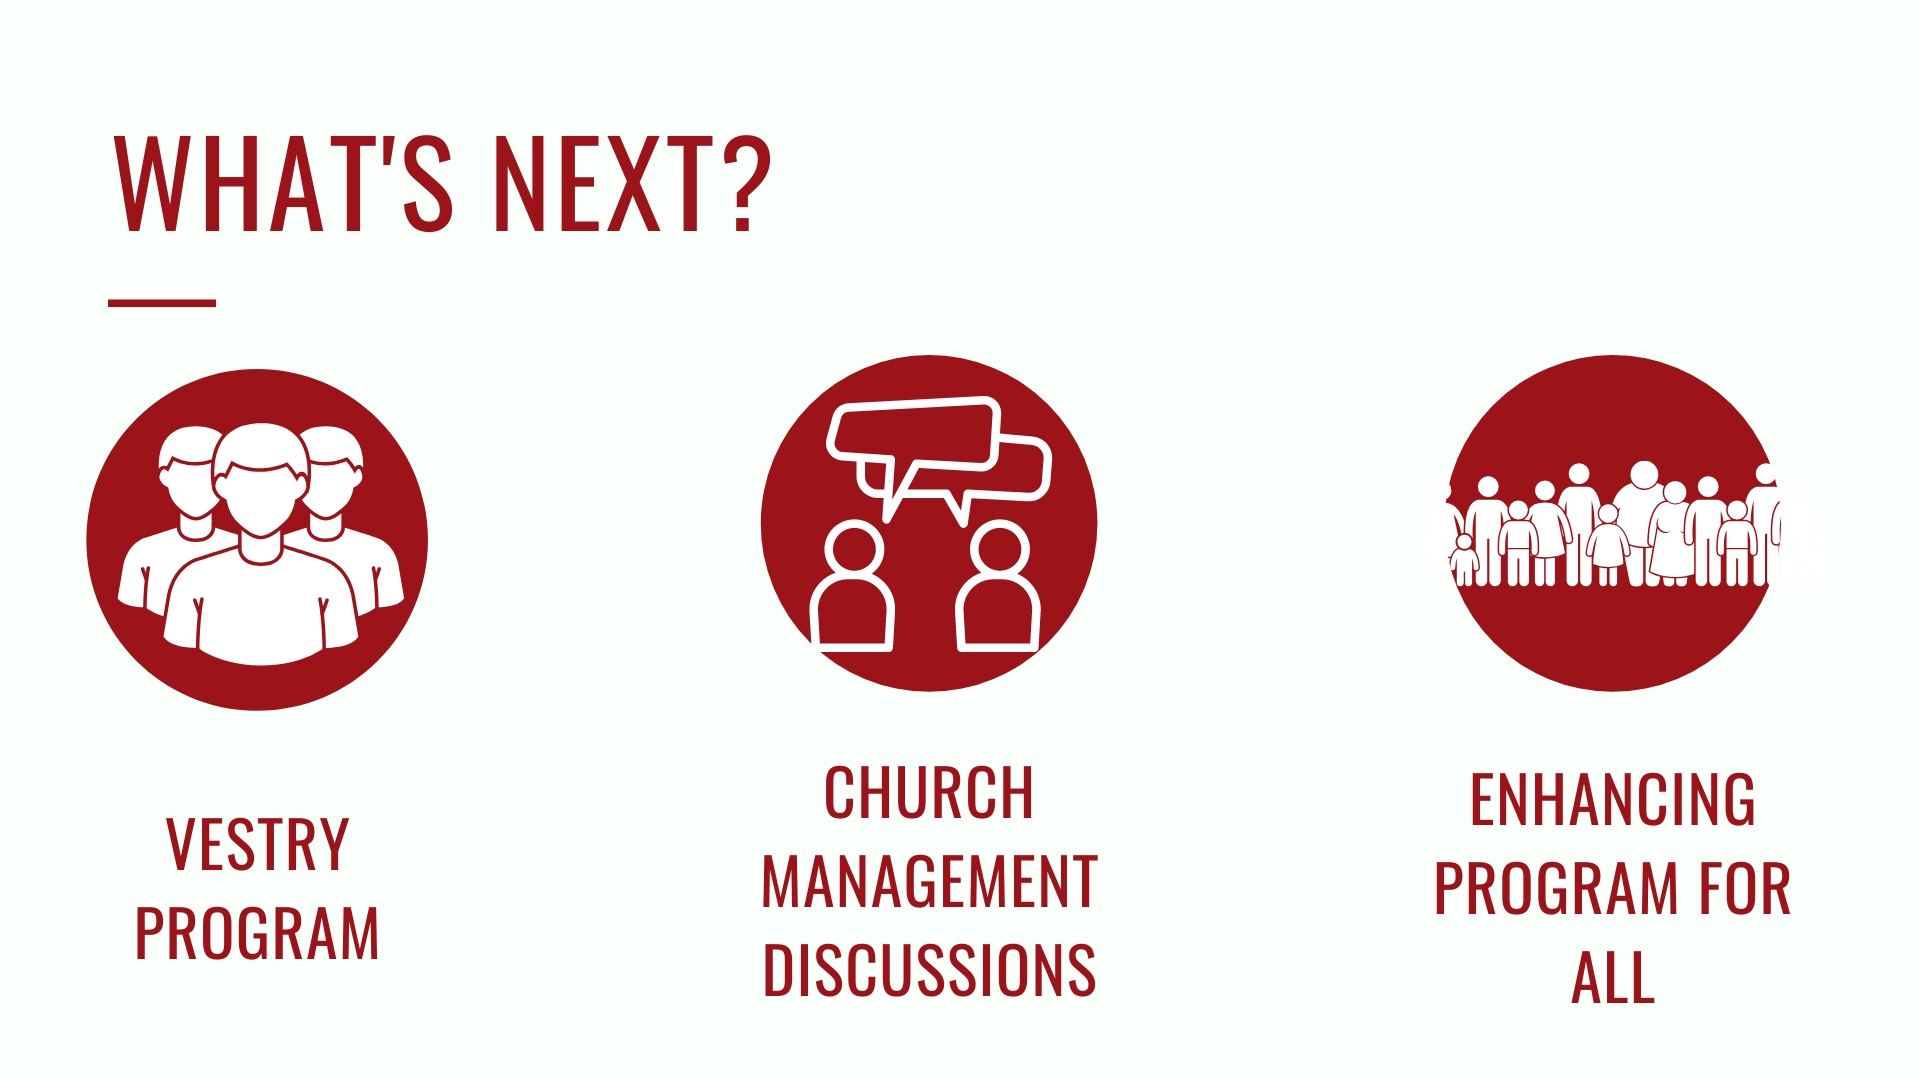 WHAT'S NEXT?
VESTRY
PROGRAM
CHURCH
MANAGEMENT
DISCUSSIONS
ENHANCING
PROGRAM FOR
ALL